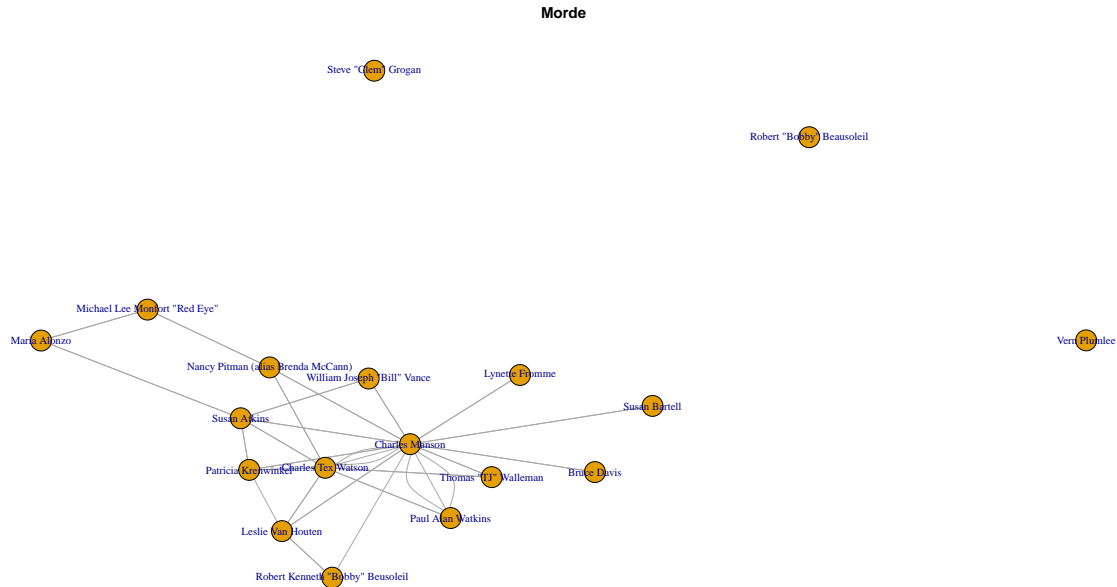 Morde
Steve "Clem" Grogan
Robert "Bobby" Beausoleil
Michael Lee Monfort "Red Eye"
Maria Alonzo
Vern Plumlee
Nancy Pitman (alias Brenda McCann)
William Joseph "Bill" Vance
Lynette Fromme
Susan Bartell
Susan Atkins
Charles Manson
Patricia Krenwinkel
Charles Tex Watson
Thomas "TJ" Walleman
Bruce Davis
Paul Alan Watkins
Leslie Van Houten
Robert Kenneth "Bobby" Beusoleil